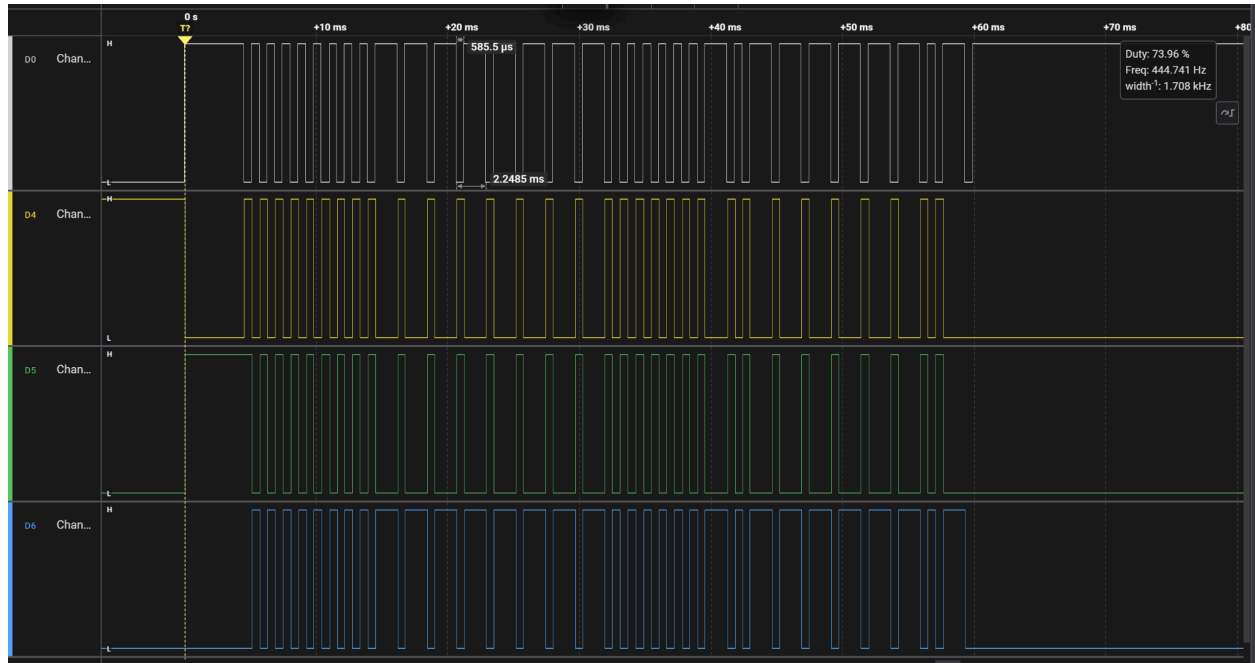 0 s
T?
+10 ms
+20 ms
+30 ms
+40 ms
+50 ms
+60 ms
+70 ms
+80
D0 Chan...
H
L
585.5 µs
2.2485 ms
Duty: 73.96 %
Freq: 444.741 Hz
width-1: 1.708 kHz
D4 Chan...
H
L
D5 Chan...
H
L
D6 Chan...
H
L